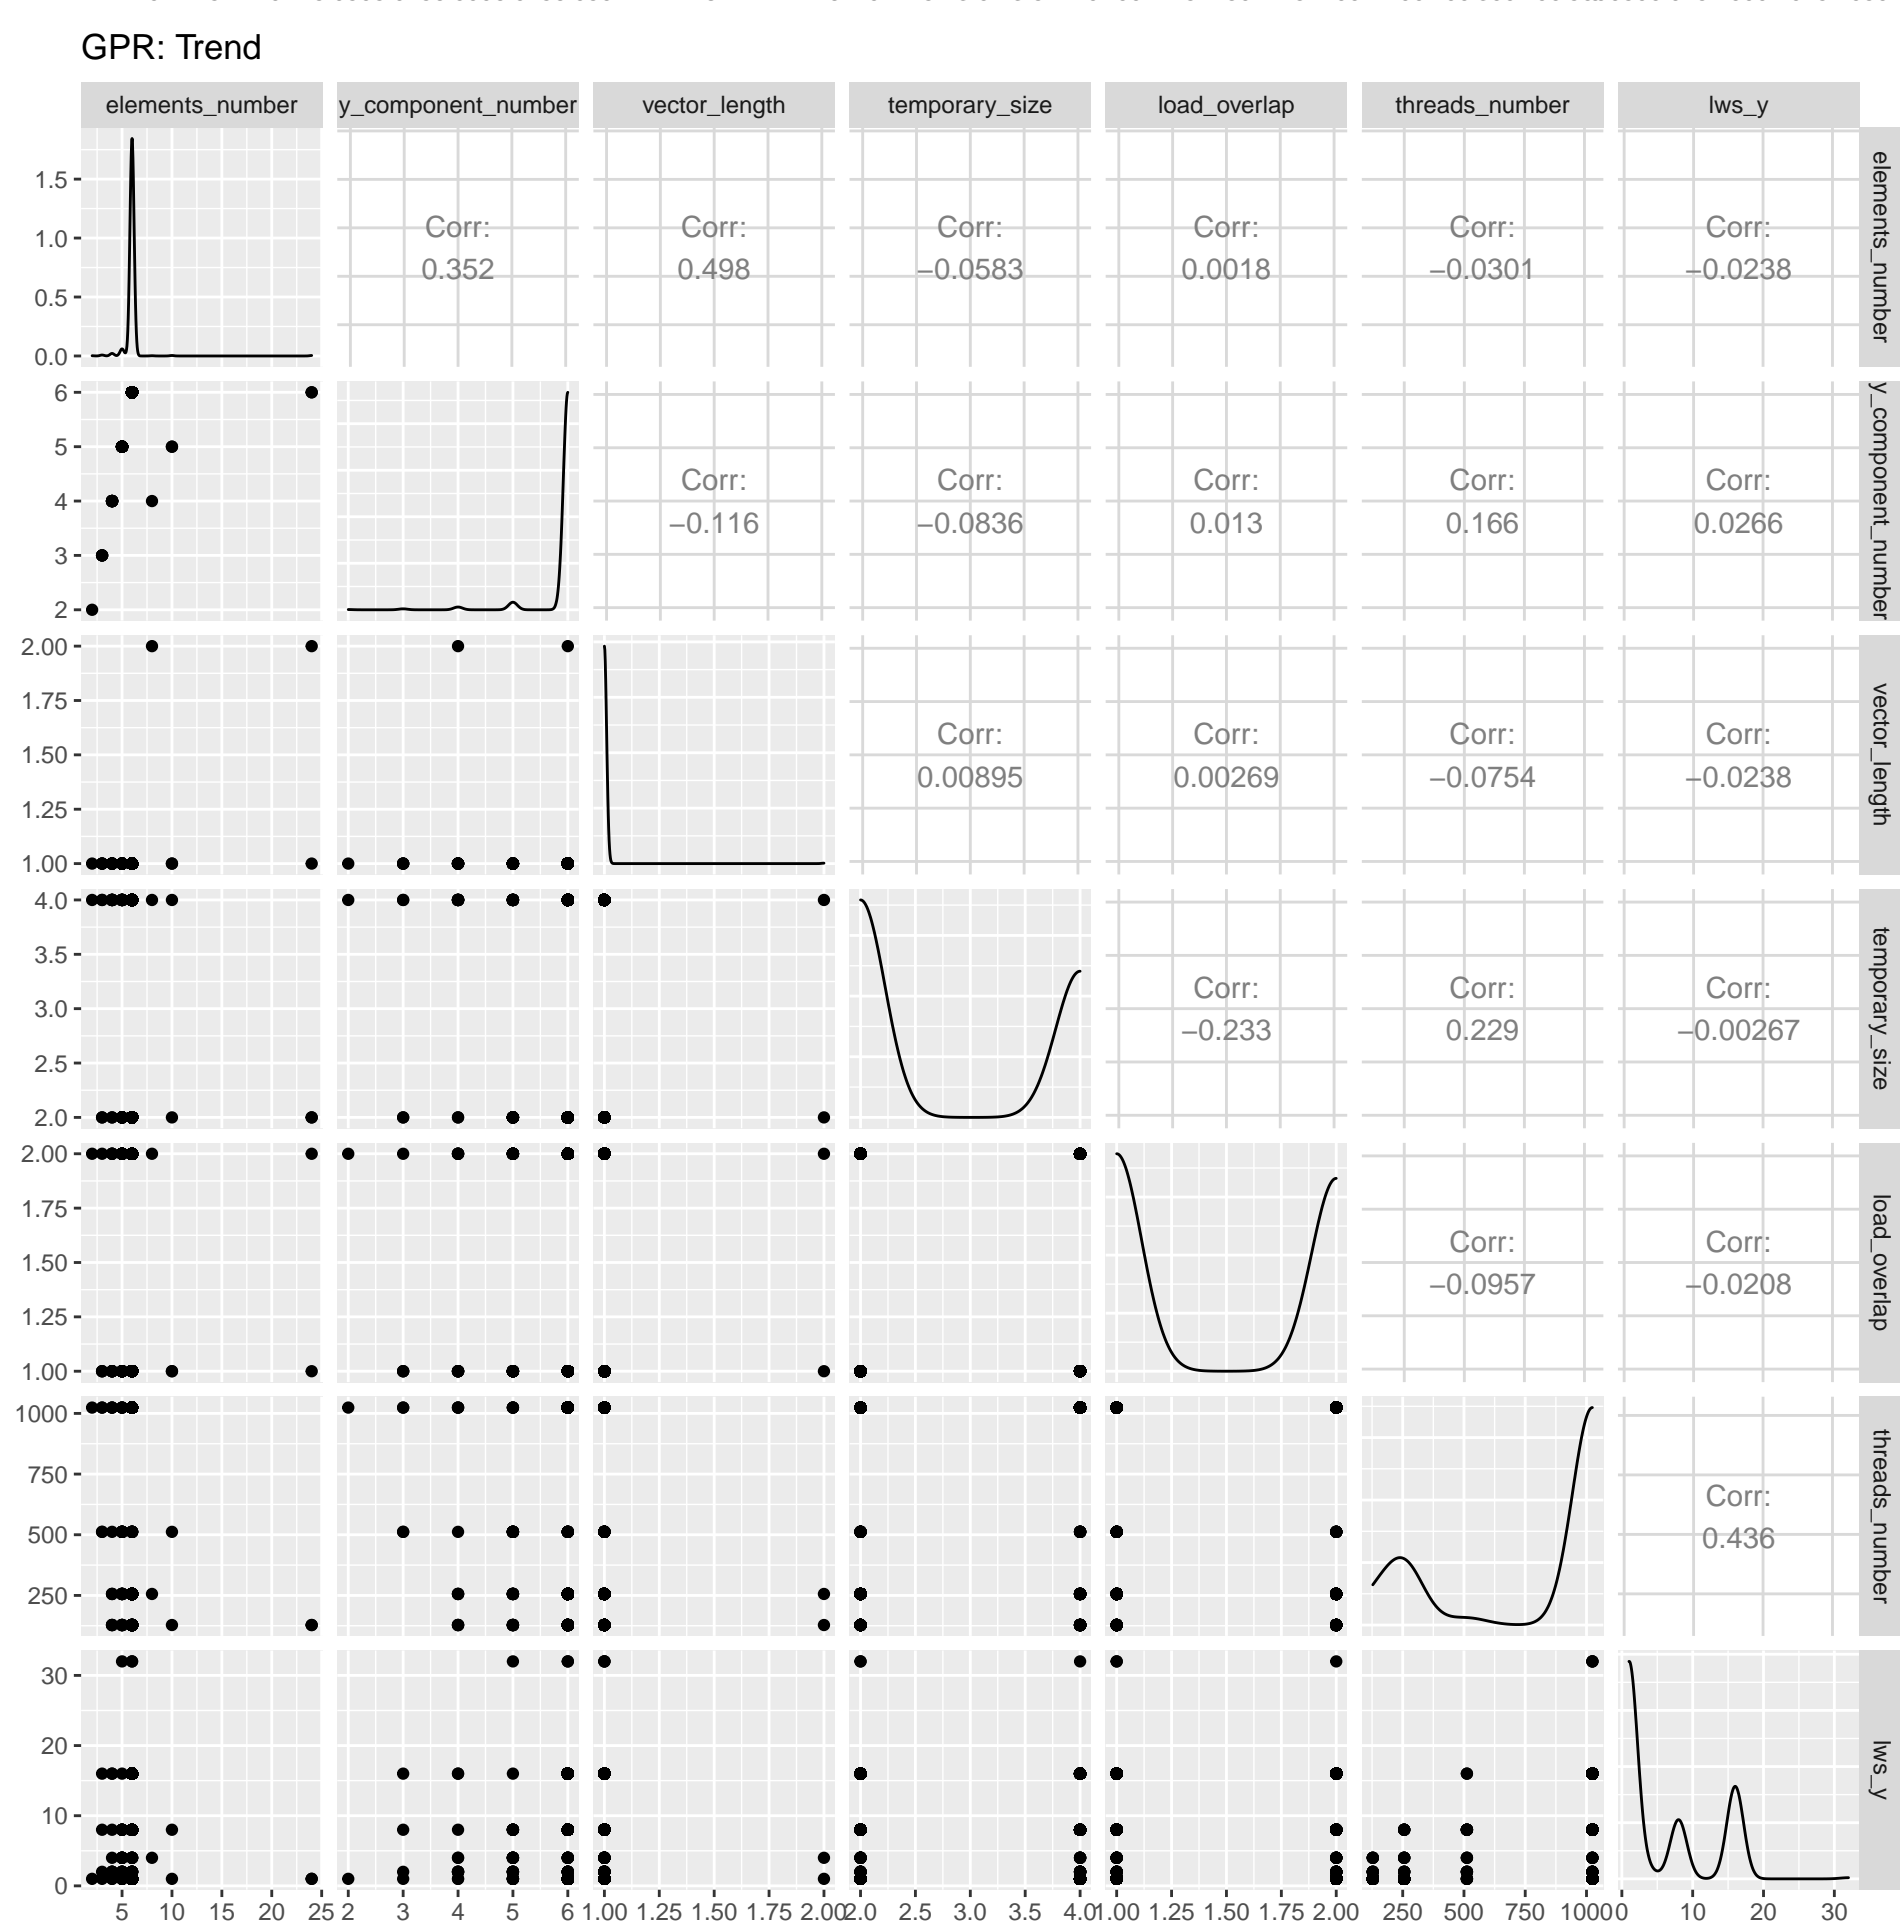 GPR: Trend
elements_number y_component_number vector_length temporary_size load_overlap threads_number lws_y
1.5
1.0
0.5
0.0
Corr:
0.352
Corr:
0.498
Corr:
−0.0583
Corr:
0.0018
Corr:
−0.0301
Corr:
−0.0238
elements_number
6
5
4
3
2
Corr:
−0.116
Corr:
−0.0836
Corr:
0.013
Corr:
0.166
Corr:
0.0266
y_component_number
2.00
1.75
1.50
1.25
1.00
Corr:
0.00895
Corr:
0.00269
Corr:
−0.0754
Corr:
−0.0238
vector_length
4.0
3.5
3.0
2.5
2.0
Corr:
−0.233
Corr:
0.229
Corr:
−0.00267
temporary_size
2.00
1.75
1.50
1.25
1.00
Corr:
−0.0957
Corr:
−0.0208
load_overlap
1000
750
500
250
Corr:
0.436
threads_number
30
20
10
0
lws_y
5 10 15 20 25 2 3 4 5 6 1.00 1.25 1.50 1.75 2.00 2.0 2.5 3.0 3.5 4.0 1.00 1.25 1.50 1.75 2.00 250 500 750 1000 0 10 20 30